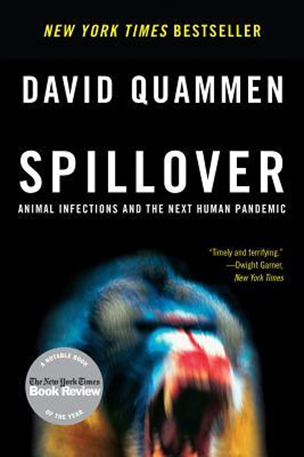 NEW YORK TIMES BESTSELLER
DAVID QUAMMEN
SPILLOVER
ANIMAL INFECTIONS AND THE NEXT HUMAN PANDEMIC
"Timely and terrifying."
—Dwight Garner,
New York Times
A NOTABLE BOOK
The New York Times
Book Review
OF THE YEAR